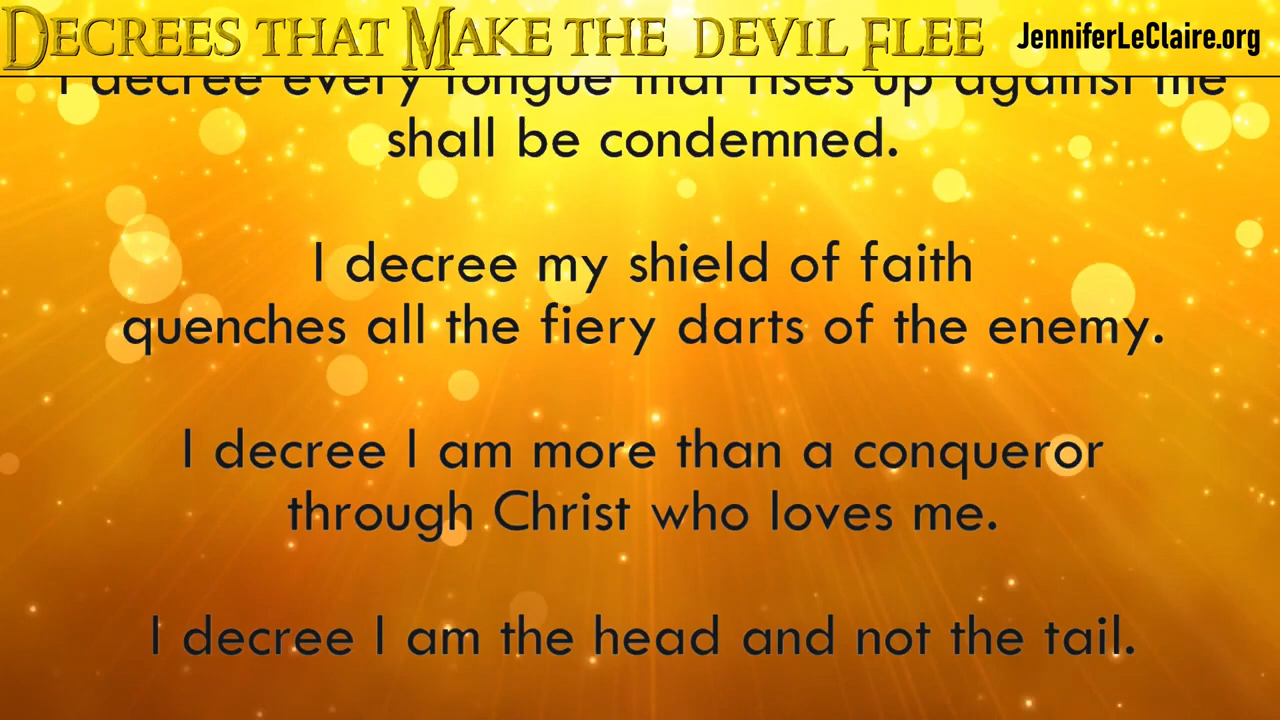 DECREES THAT MAKE THE DEVIL FLEE
JenniferLeClaire.org
I decree every tongue that rises up against me
shall be condemned.
I decree my shield of faith
quenches all the fiery darts of the enemy.
I decree I am more than a conqueror
through Christ who loves me.
I decree I am the head and not the tail.